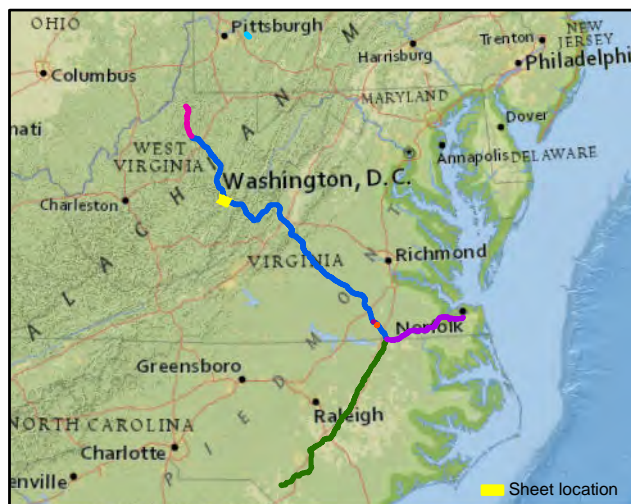 OHIO
Pittsburgh
Harrisburg
Trenton
NEW
JERSEY
Philadelphi
Columbus
MARYLAND
Dover
nati
WEST
VIRGINIA
Annapolis
DELAWARE
Washington, D.C.
Charleston
Richmond
VIRGINIA
Norfolk
Greensboro
Raleigh
NORTH CAROLINA
Charlotte
enville
A L A C H I A N M
P I E D M O N T
Sheet location